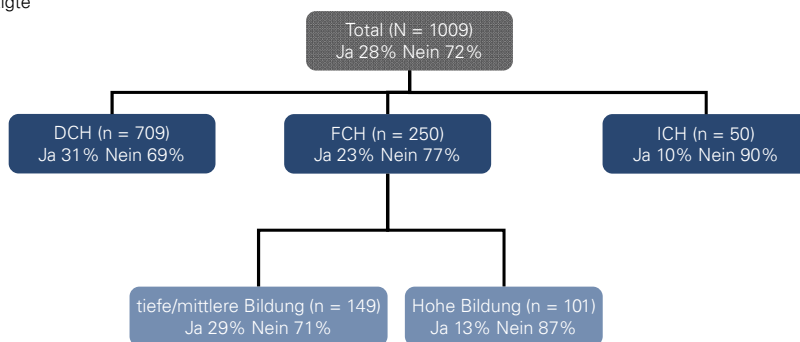 Total (N = 1009)
Ja 28% Nein 72%
DCH (n = 709)
Ja 31% Nein 69%
FCH (n = 250)
Ja 23% Nein 77%
ICH (n = 50)
Ja 10% Nein 90%
tiefe/mittlere Bildung (n = 149)
Ja 29% Nein 71%
Hohe Bildung (n = 101)
Ja 13% Nein 87%